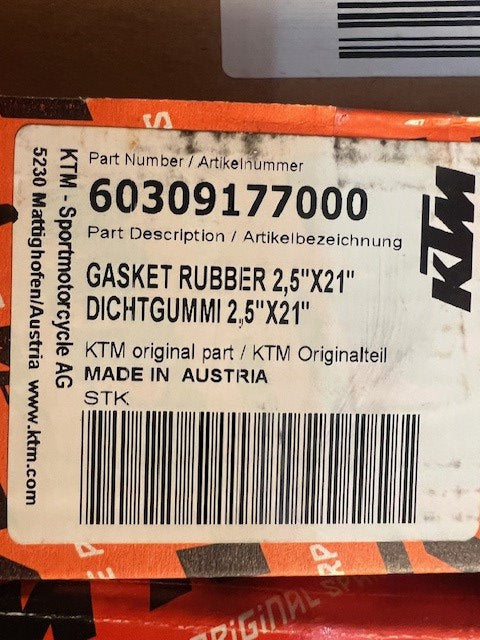 Part Number / Artikelnummer
60309177000
Part Description / Artikelbezeichnung
GASKET RUBBER 2,5"X21"
DICHTGUMMI 2,5"X21"
KTM original part / KTM Originalteil
MADE IN AUSTRIA
STK
KTM - Sportmotorcycle AG
5230 Mattighofen/Austria www.ktm.com
KTM
ORIGINAL